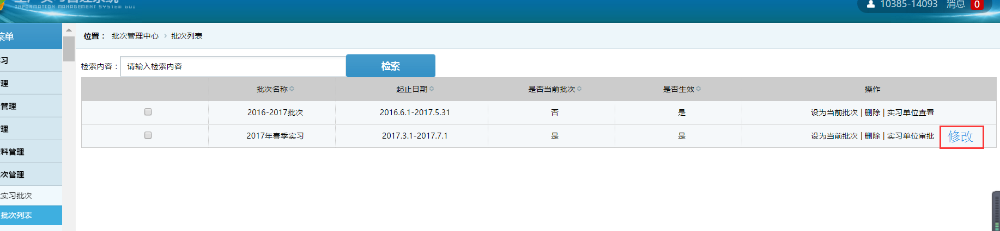 INFORMATION MANAGEMENT SYSTEM GUI
10385-14093 消息 0
菜单
位置： 批次管理中心 › 批次列表
习
理
管理
理
料管理
次管理
实习批次
批次列表
检索内容： 请输入检索内容 检索
批次名称 起止日期 是否当前批次 是否生效 操作
2016-2017批次 2016.6.1-2017.5.31 否 是 设为当前批次 | 删除 | 实习单位查看
2017年春季实习 2017.3.1-2017.7.1 是 是 设为当前批次 | 删除 | 实习单位审批 修改